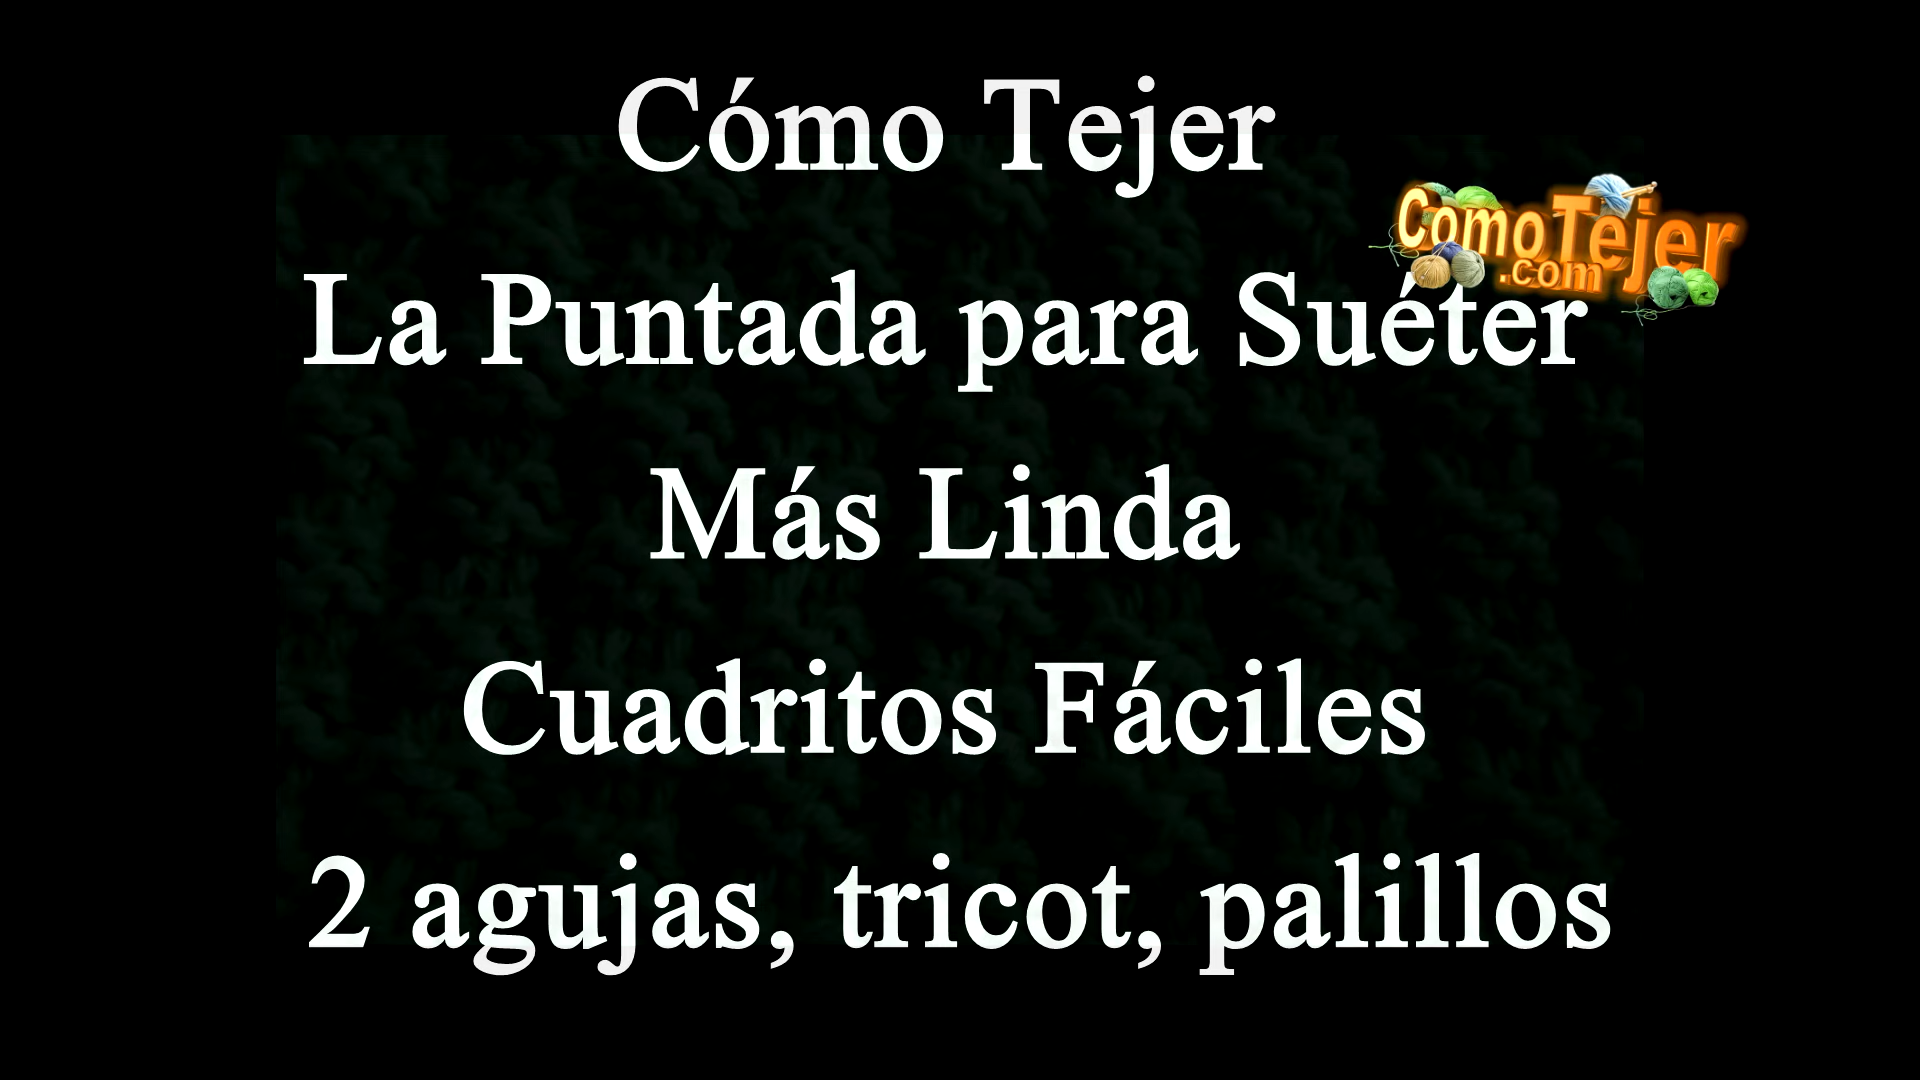 Cómo Tejer
ComoTejer
.com
La Puntada para Suéter
Más Linda
Cuadritos Fáciles
2 agujas, tricot, palillos